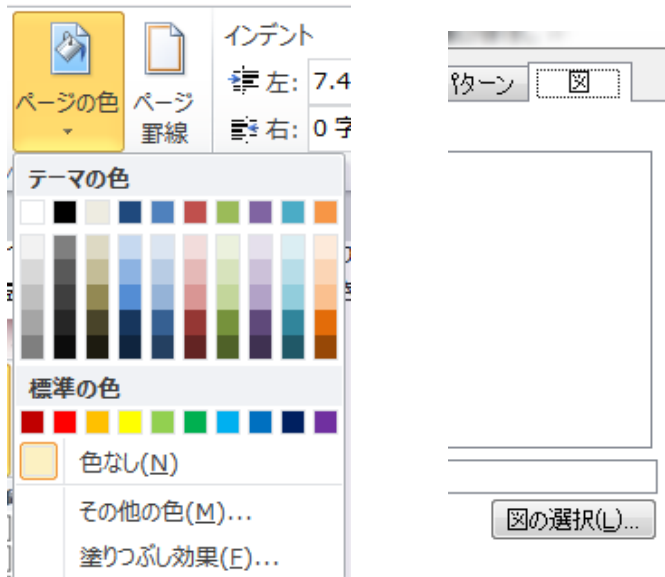 ページの色
ページ
罫線
インデント
左: 7.4
右: 0 字
テーマの色
標準の色
色なし(N)
その他の色(M)...
塗りつぶし効果(F)...
パターン
図
図の選択(L)...